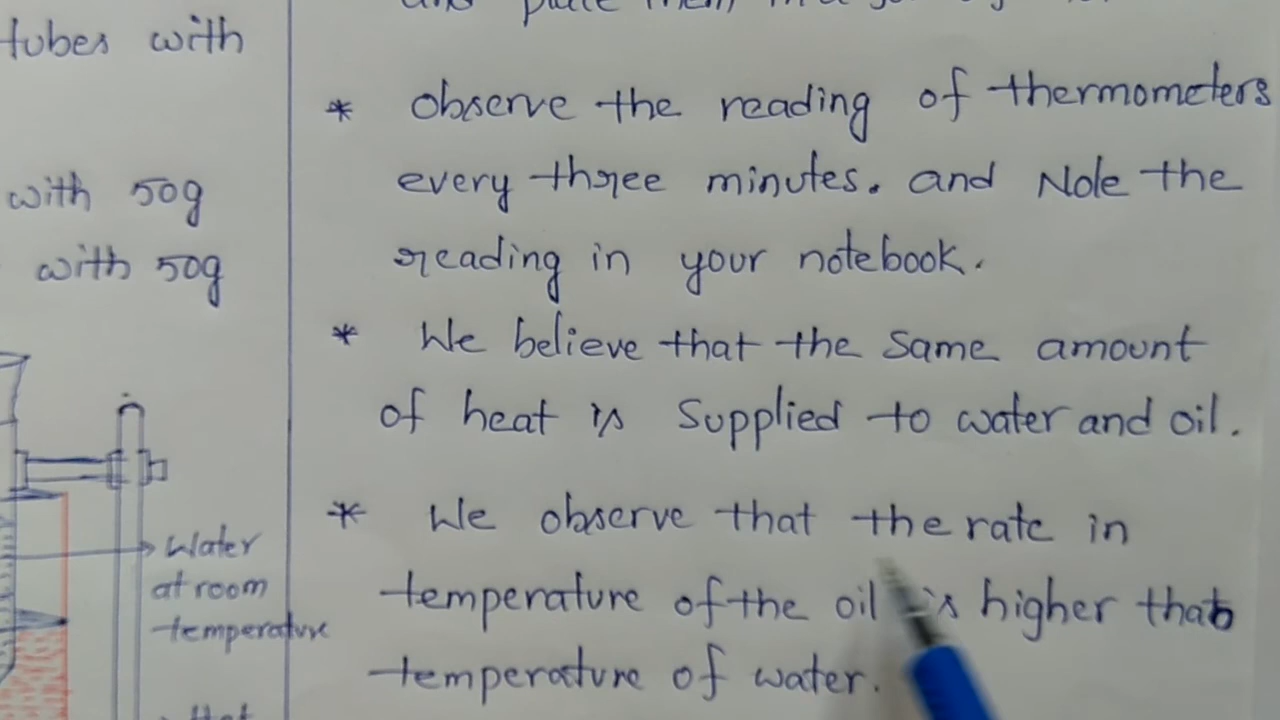 tubes with
with 50g
with 50g
Water
at room
temperature
Hot
* Observe the reading of thermometers
every three minutes. and Note the
reading in your notebook.
* We believe that the same amount
of heat is Supplied to water and oil.
* We observe that the rate in
temperature of the oil is higher that
temperature of water.